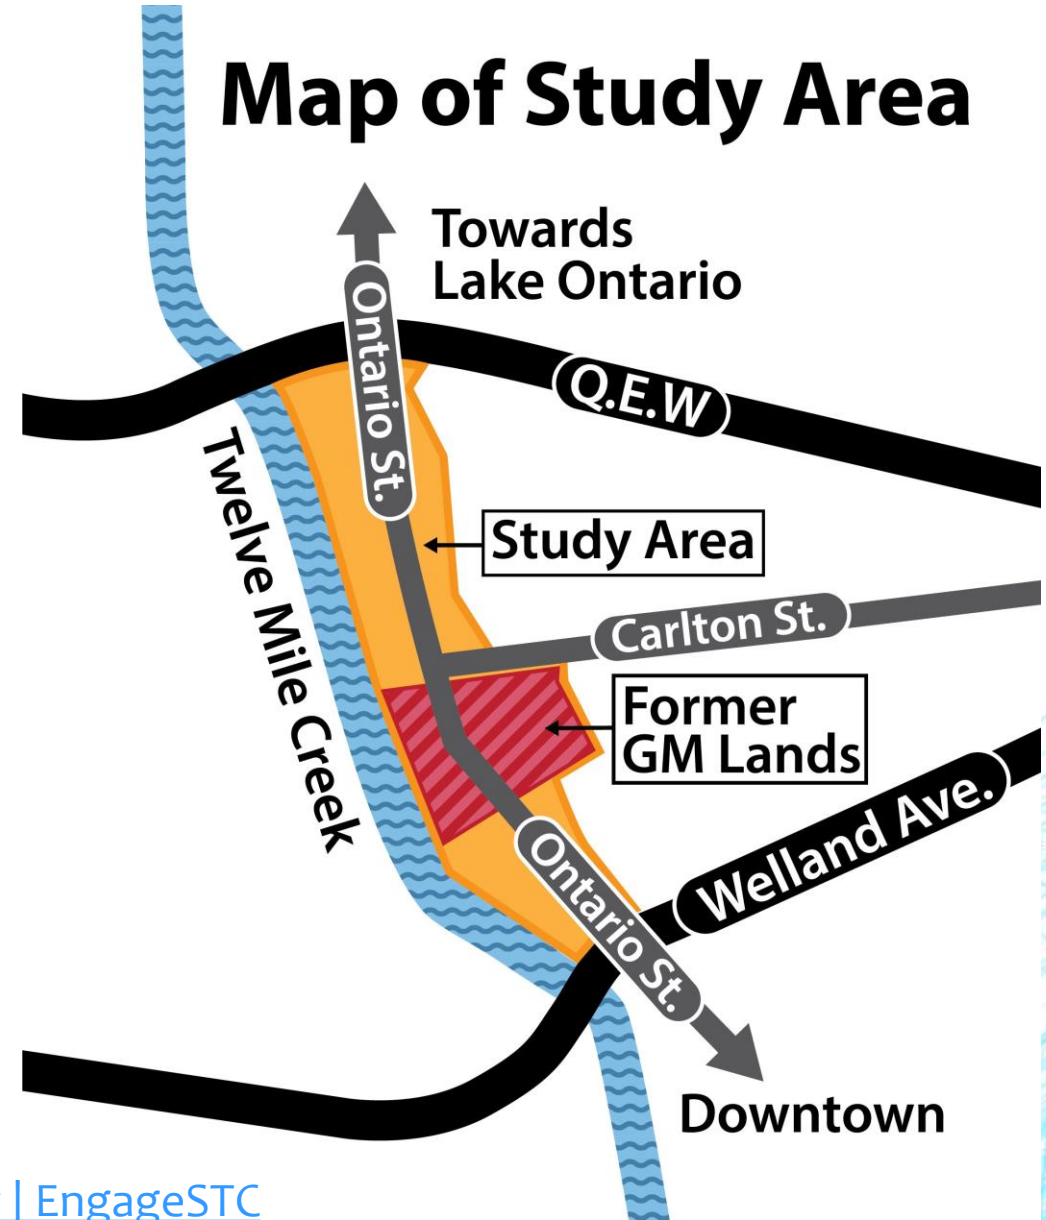 Map of Study Area
Towards
Lake Ontario
Ontario St.
Q.E.W
Twelve Mile Creek
Study Area
Carlton St.
Former
GM Lands
Welland Ave.
Ontario St.
Downtown
| EngageSTC